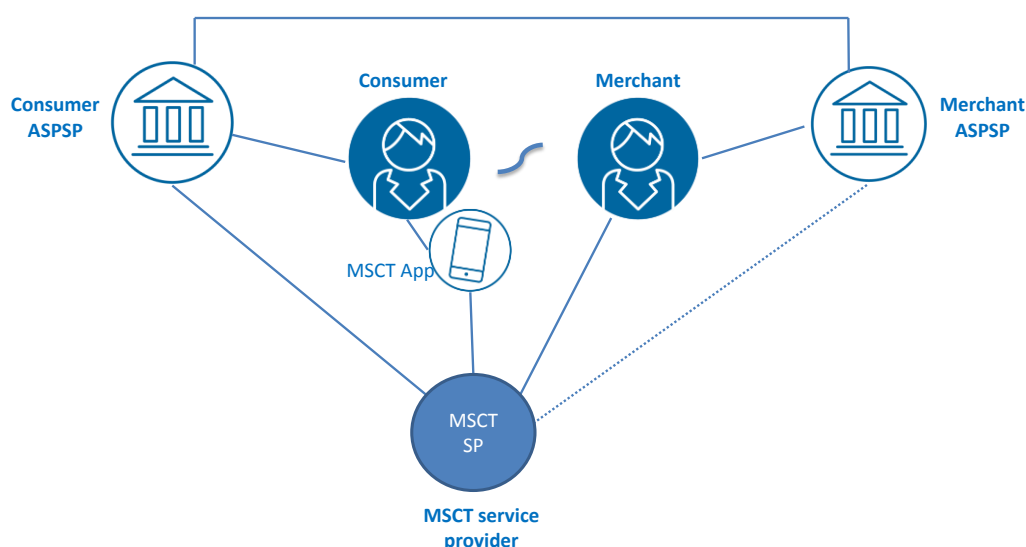 Consumer
ASPSP
Consumer
Merchant
Merchant
ASPSP
MSCT App
MSCT
SP
MSCT service
provider